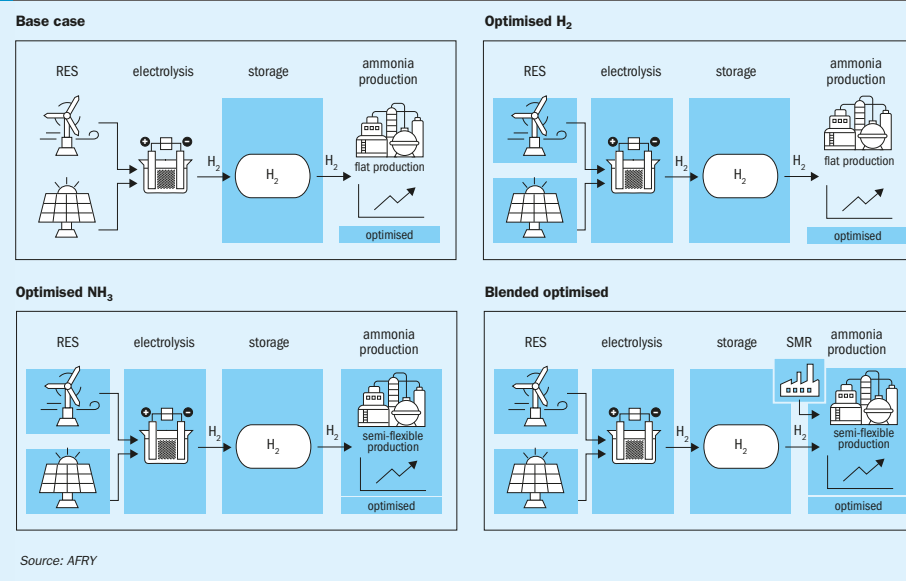 Base case
RES
electrolysis
storage
ammonia
production
+
−
H₂
H₂
H₂
flat production
optimised
Optimised H₂
RES
electrolysis
storage
ammonia
production
+
−
H₂
H₂
H₂
flat production
optimised
Optimised NH₃
RES
electrolysis
storage
ammonia
production
+
−
H₂
H₂
H₂
semi-flexible
production
optimised
Blended optimised
RES
electrolysis
storage
SMR
ammonia
production
+
−
H₂
H₂
H₂
semi-flexible
production
optimised
Source: AFRY